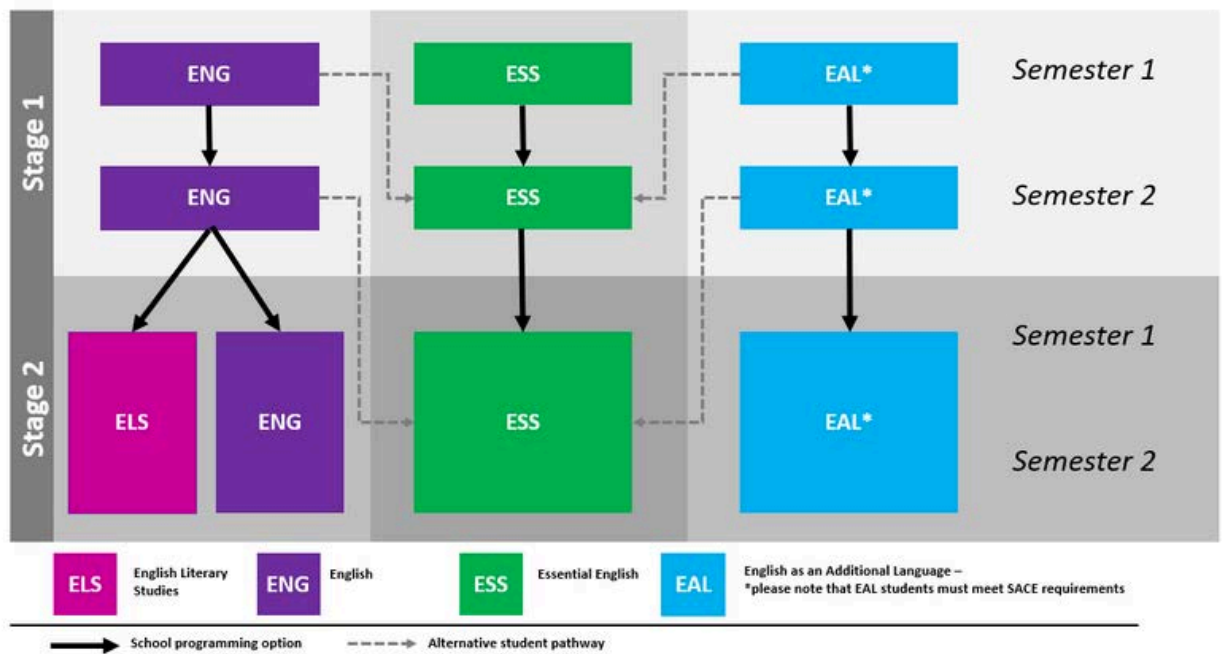 Stage 1
ENG
ESS
EAL*
Semester 1
ENG
ESS
EAL*
Semester 2
Stage 2
Semester 1
ELS
ENG
ESS
EAL*
Semester 2
ELS
English Literary
Studies
ENG
English
ESS
Essential English
EAL
English as an Additional Language –
*please note that EAL students must meet SACE requirements
School programming option
Alternative student pathway